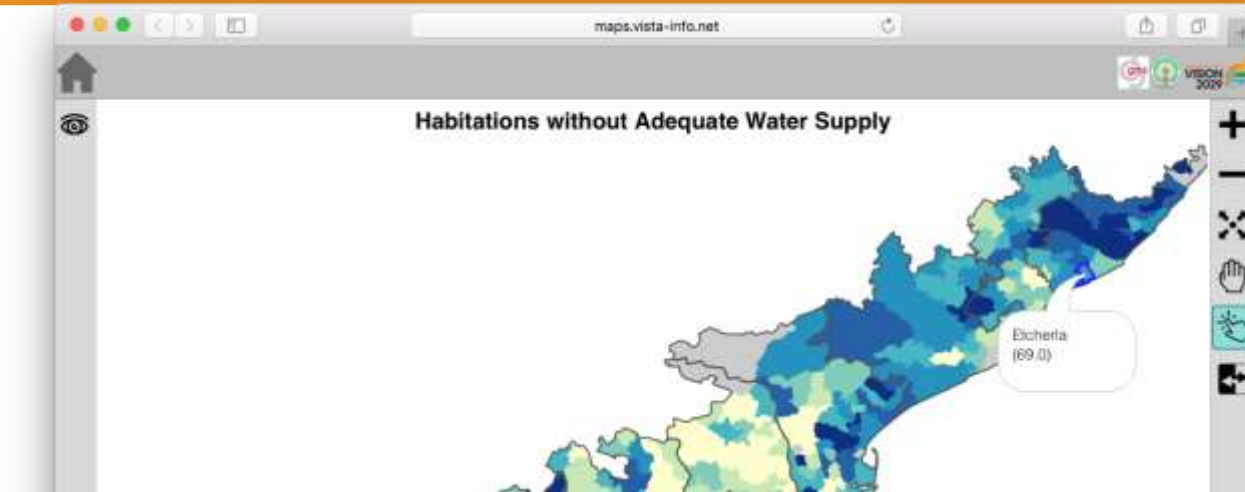 maps.vista-info.net
VISION
2029
Habitations without Adequate Water Supply
Etcherla
(69.0)